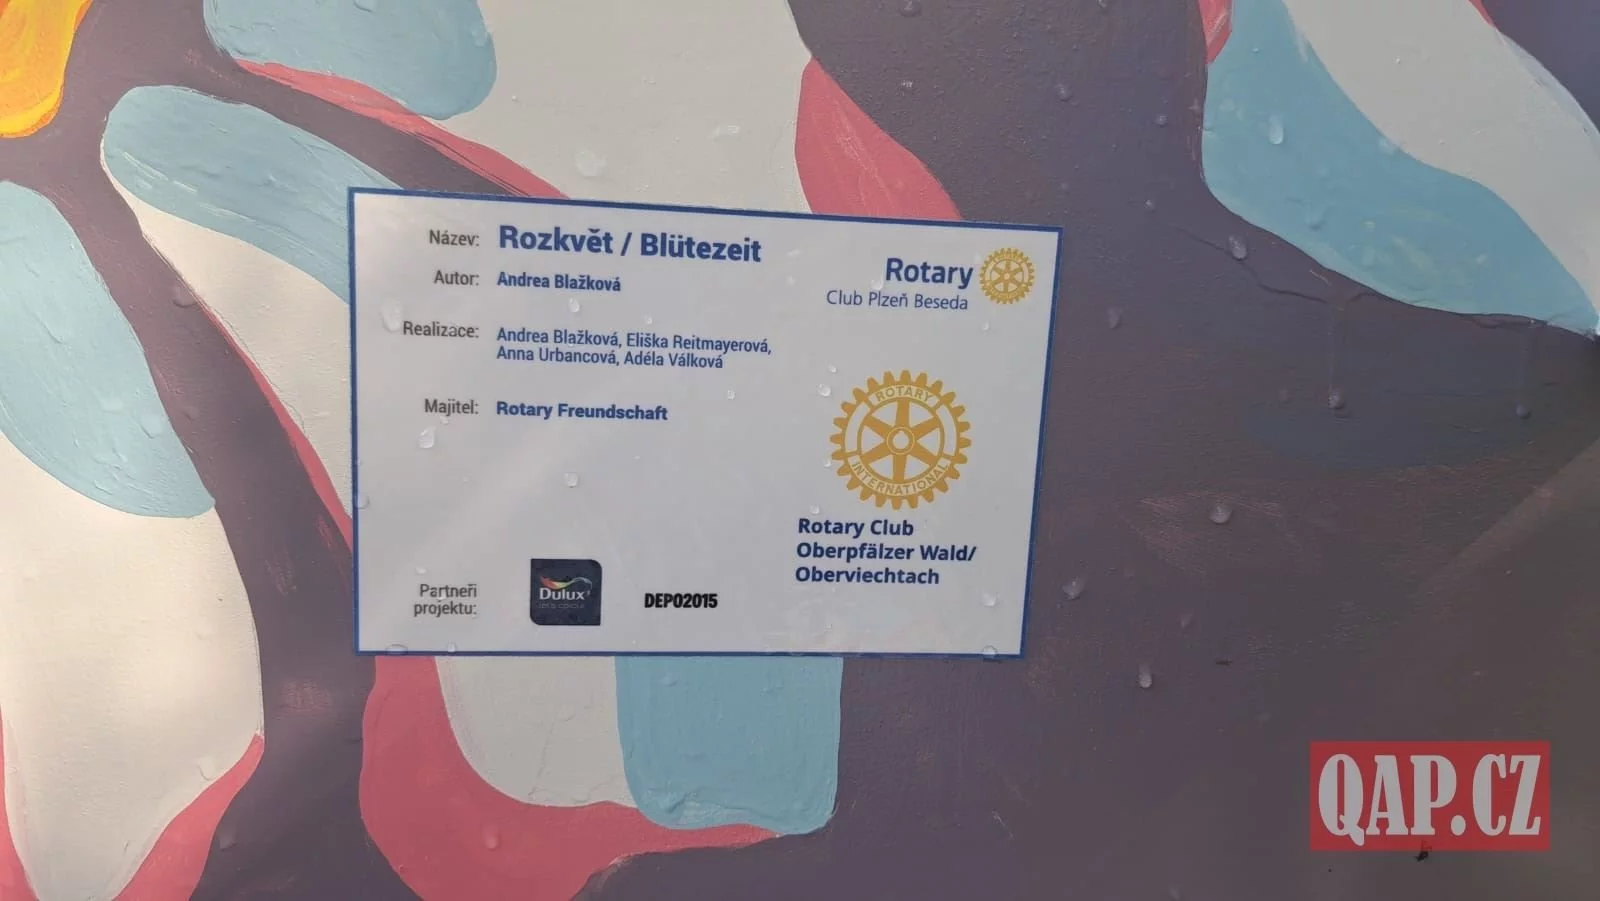 Název: Rozkvět / Blütezeit
Autor: Andrea Blažková
Realizace: Andrea Blažková, Eliška Reitmayerová,
Anna Urbancová, Adéla Válková
Majitel: Rotary Freundschaft
Rotary
Club Plzeň Beseda
ROTARY
INTERNATIONAL
Rotary Club
Oberpfälzer Wald/
Oberviechtach
Partneři
projektu:
Dulux
DEPO2015
QAP.CZ